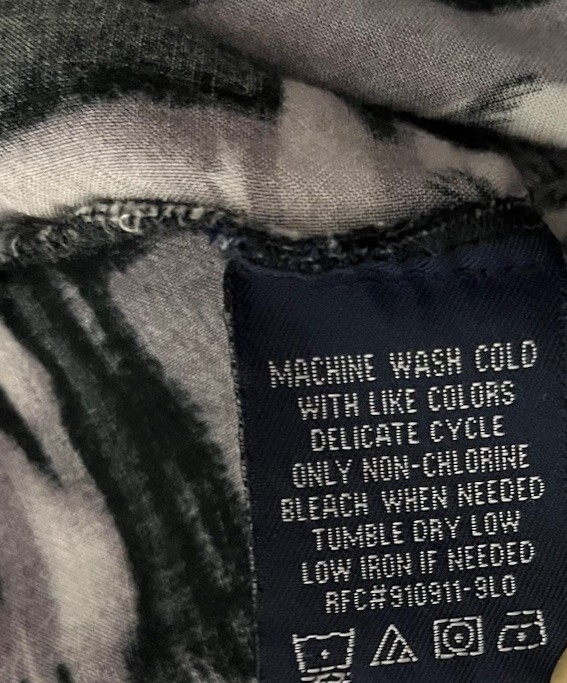 MACHINE WASH COLD
WITH LIKE COLORS
DELICATE CYCLE
ONLY NON-CHLORINE
BLEACH WHEN NEEDED
TUMBLE DRY LOW
LOW IRON IF NEEDED
RFC#910911-9LO